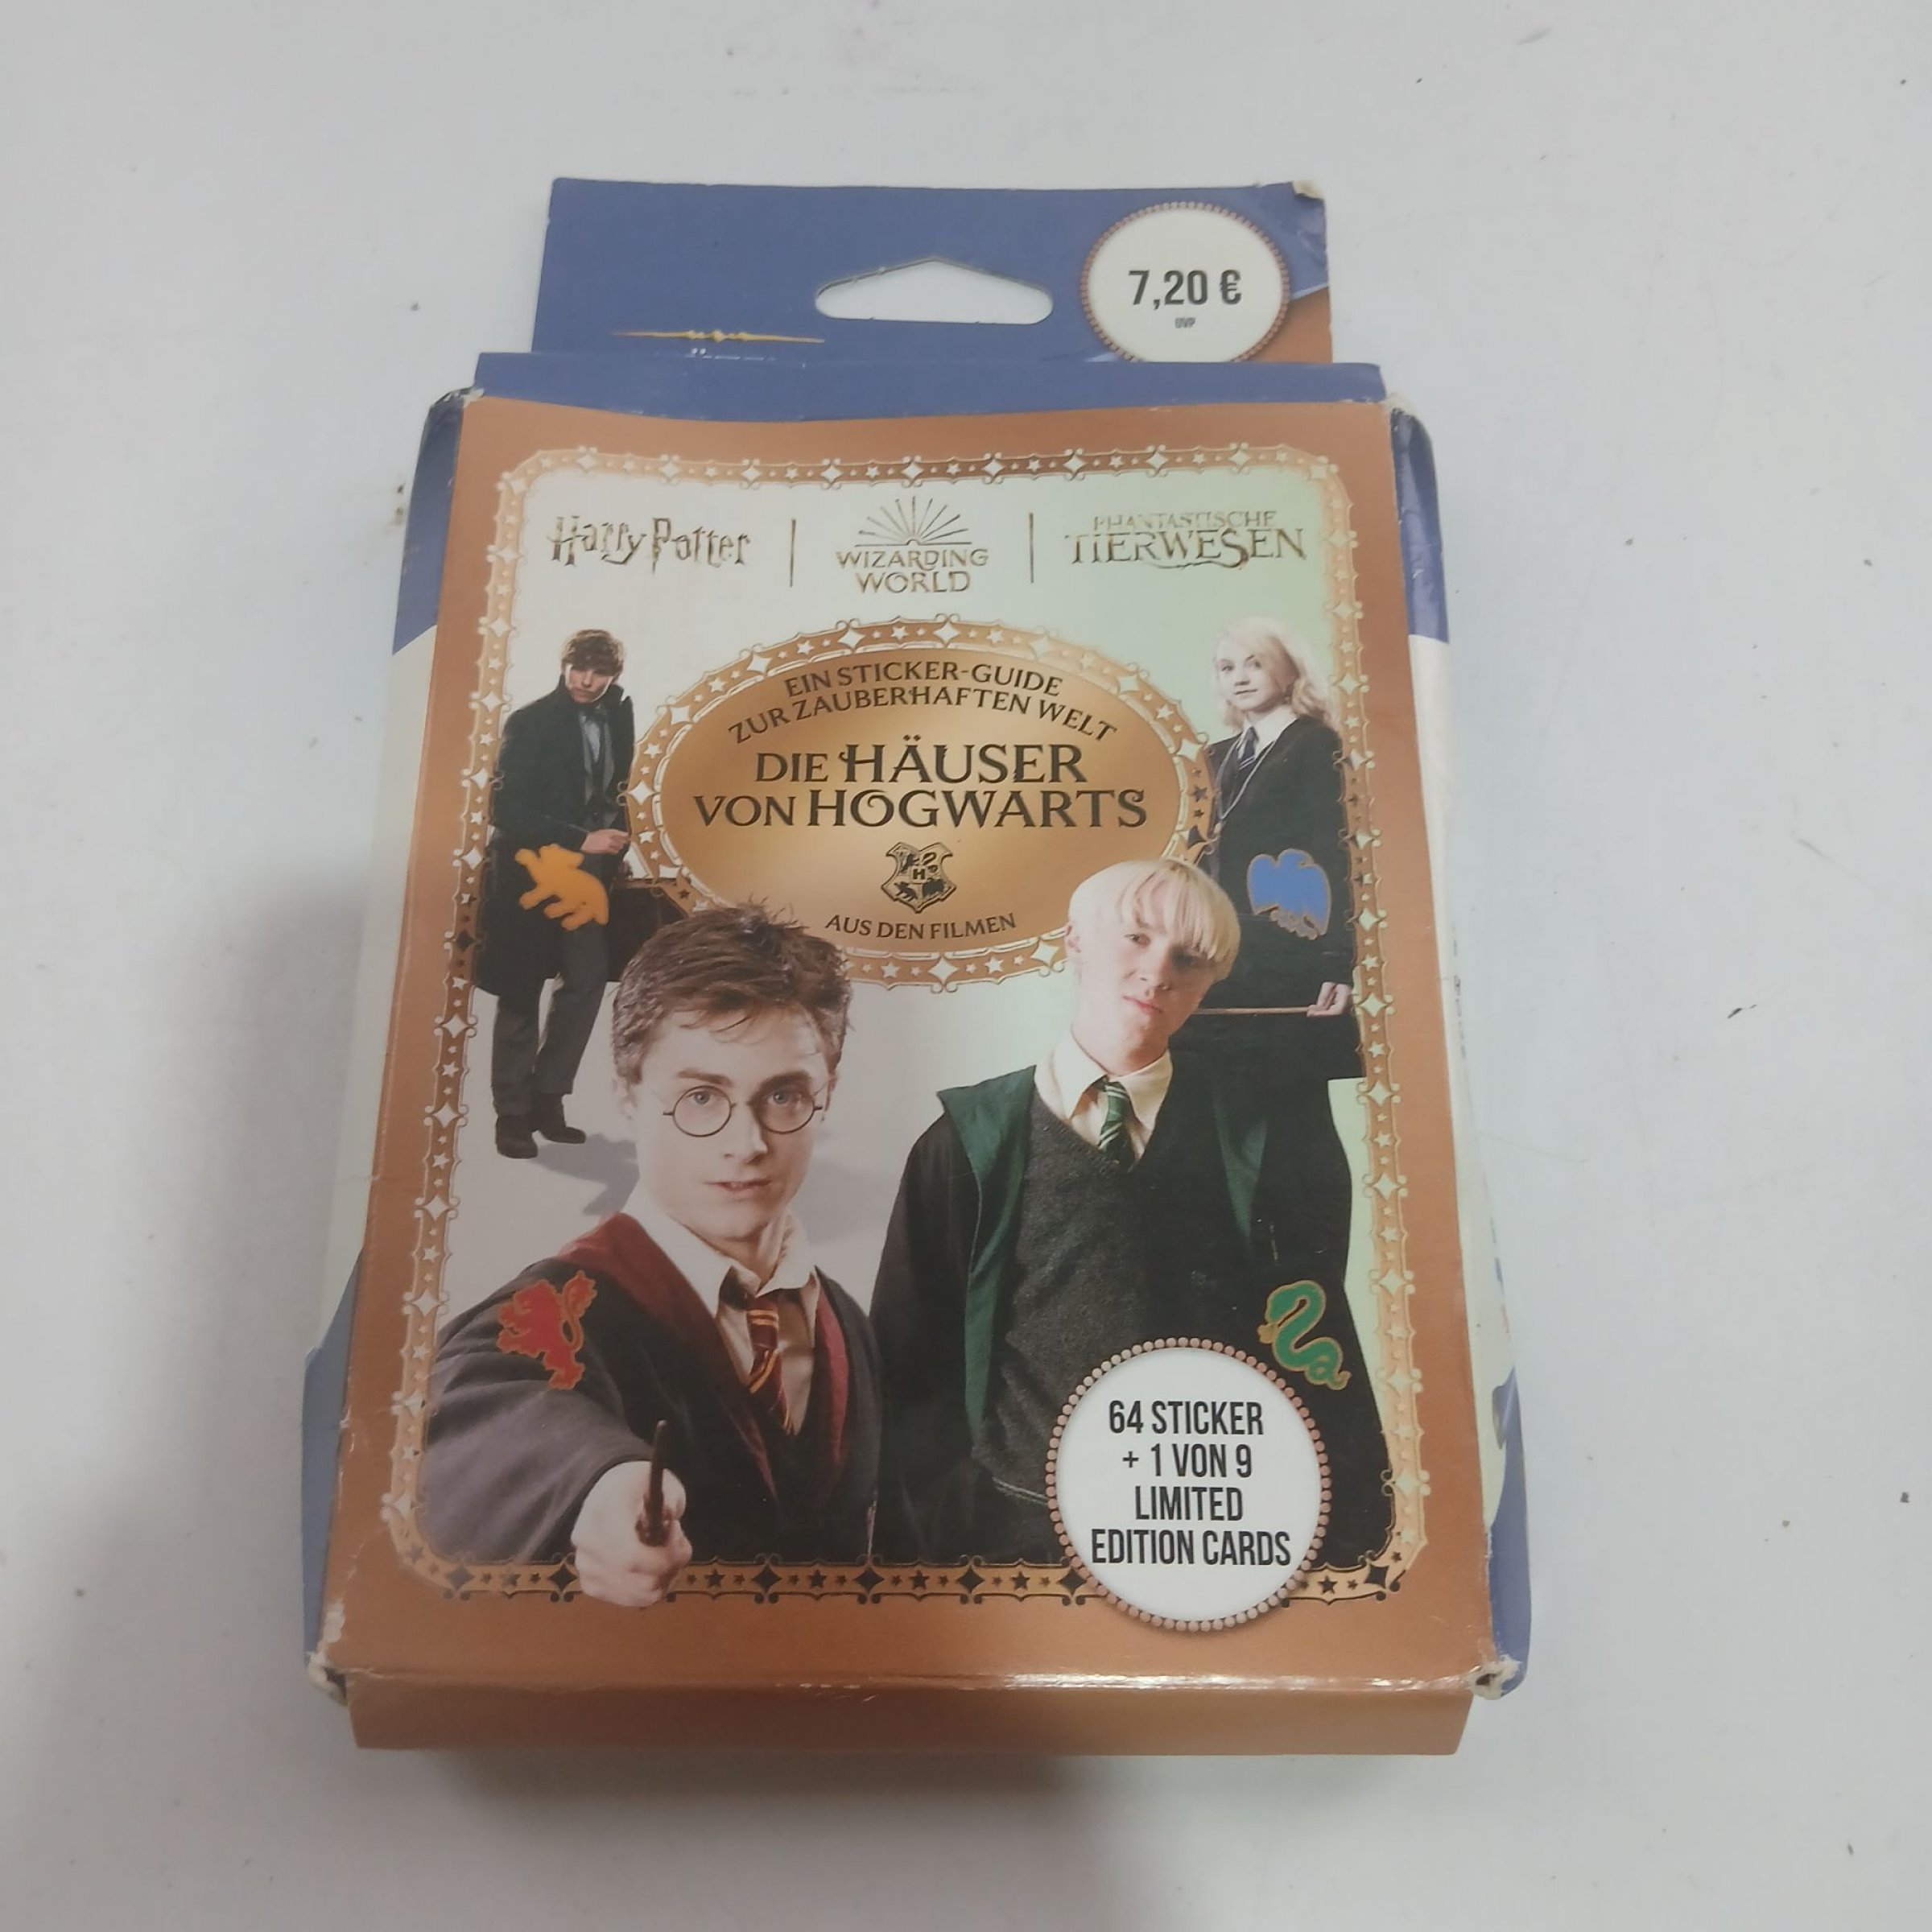 7,20 €
UVP
Harry Potter
WIZARDING
WORLD
PHANTASTISCHE
TIERWESEN
EIN STICKER-GUIDE
ZUR ZAUBERHAFTEN WELT
DIE HÄUSER
VON HOGWARTS
H
AUS DEN FILMEN
64 STICKER
+ 1 VON 9
LIMITED
EDITION CARDS